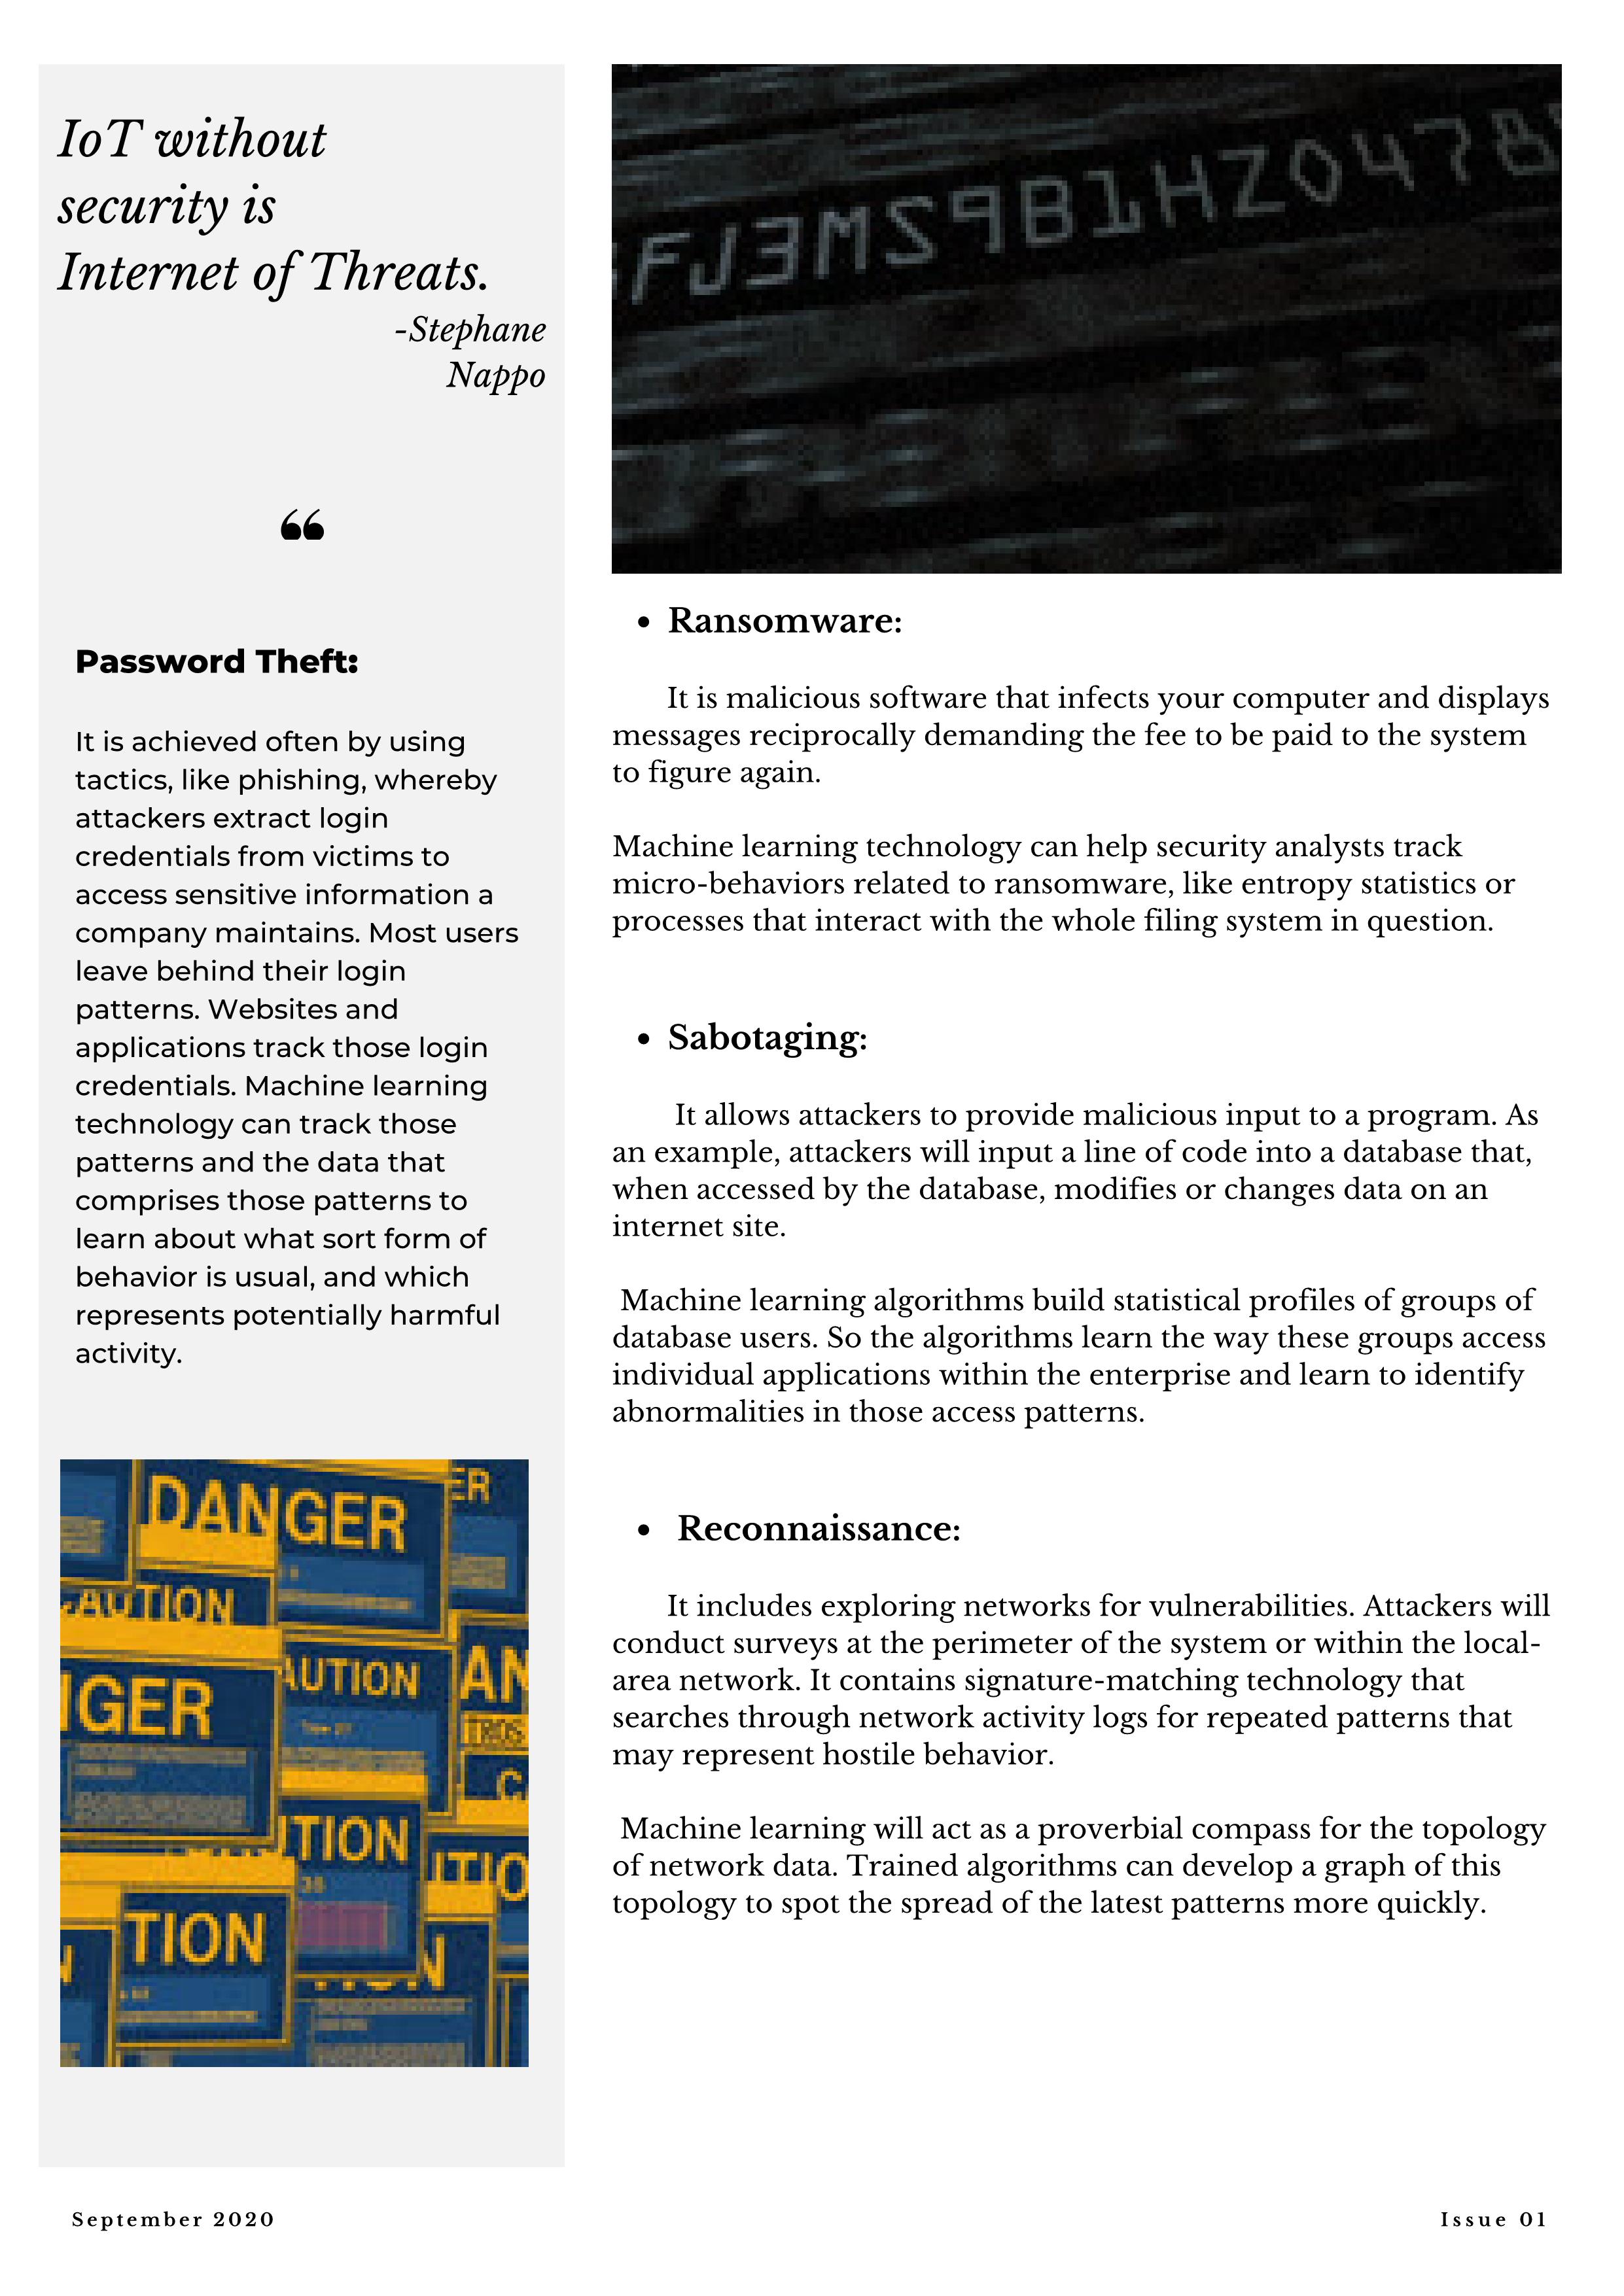 IoT without
security is
Internet of Threats.
-Stephane
Nappo
“
Password Theft:
It is achieved often by using
tactics, like phishing, whereby
attackers extract login
credentials from victims to
access sensitive information a
company maintains. Most users
leave behind their login
patterns. Websites and
applications track those login
credentials. Machine learning
technology can track those
patterns and the data that
comprises those patterns to
learn about what sort form of
behavior is usual, and which
represents potentially harmful
activity.
DANGER
ER
CAUTION
AUTION
AN
GER
TION
TIO
TION
FJ3MS9B1HZ0478
• Ransomware:
It is malicious software that infects your computer and displays
messages reciprocally demanding the fee to be paid to the system
to figure again.
Machine learning technology can help security analysts track
micro-behaviors related to ransomware, like entropy statistics or
processes that interact with the whole filing system in question.
• Sabotaging:
It allows attackers to provide malicious input to a program. As
an example, attackers will input a line of code into a database that,
when accessed by the database, modifies or changes data on an
internet site.
Machine learning algorithms build statistical profiles of groups of
database users. So the algorithms learn the way these groups access
individual applications within the enterprise and learn to identify
abnormalities in those access patterns.
• Reconnaissance:
It includes exploring networks for vulnerabilities. Attackers will
conduct surveys at the perimeter of the system or within the local-
area network. It contains signature-matching technology that
searches through network activity logs for repeated patterns that
may represent hostile behavior.
Machine learning will act as a proverbial compass for the topology
of network data. Trained algorithms can develop a graph of this
topology to spot the spread of the latest patterns more quickly.
September 2020
Issue 01